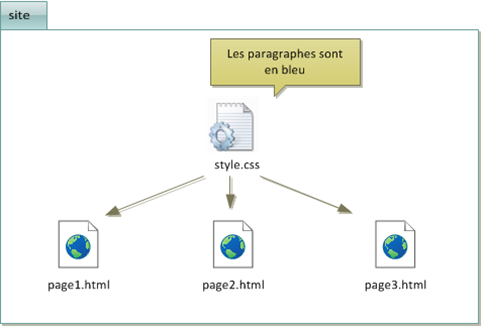 site
Les paragraphes sont
en bleu
style.css
page1.html
page2.html
page3.html